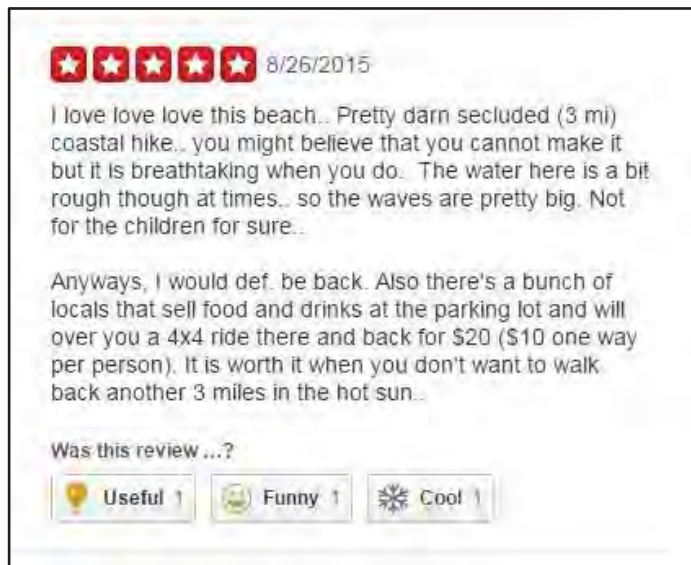 8/26/2015
I love love love this beach.. Pretty darn secluded (3 mi)
coastal hike.. you might believe that you cannot make it
but it is breathtaking when you do.  The water here is a bit
rough though at times.. so the waves are pretty big. Not
for the children for sure..
Anyways, I would def. be back. Also there's a bunch of
locals that sell food and drinks at the parking lot and will
over you a 4x4 ride there and back for $20 ($10 one way
per person). It is worth it when you don't want to walk
back another 3 miles in the hot sun..
Was this review ...?
Useful 1 Funny 1 Cool 1